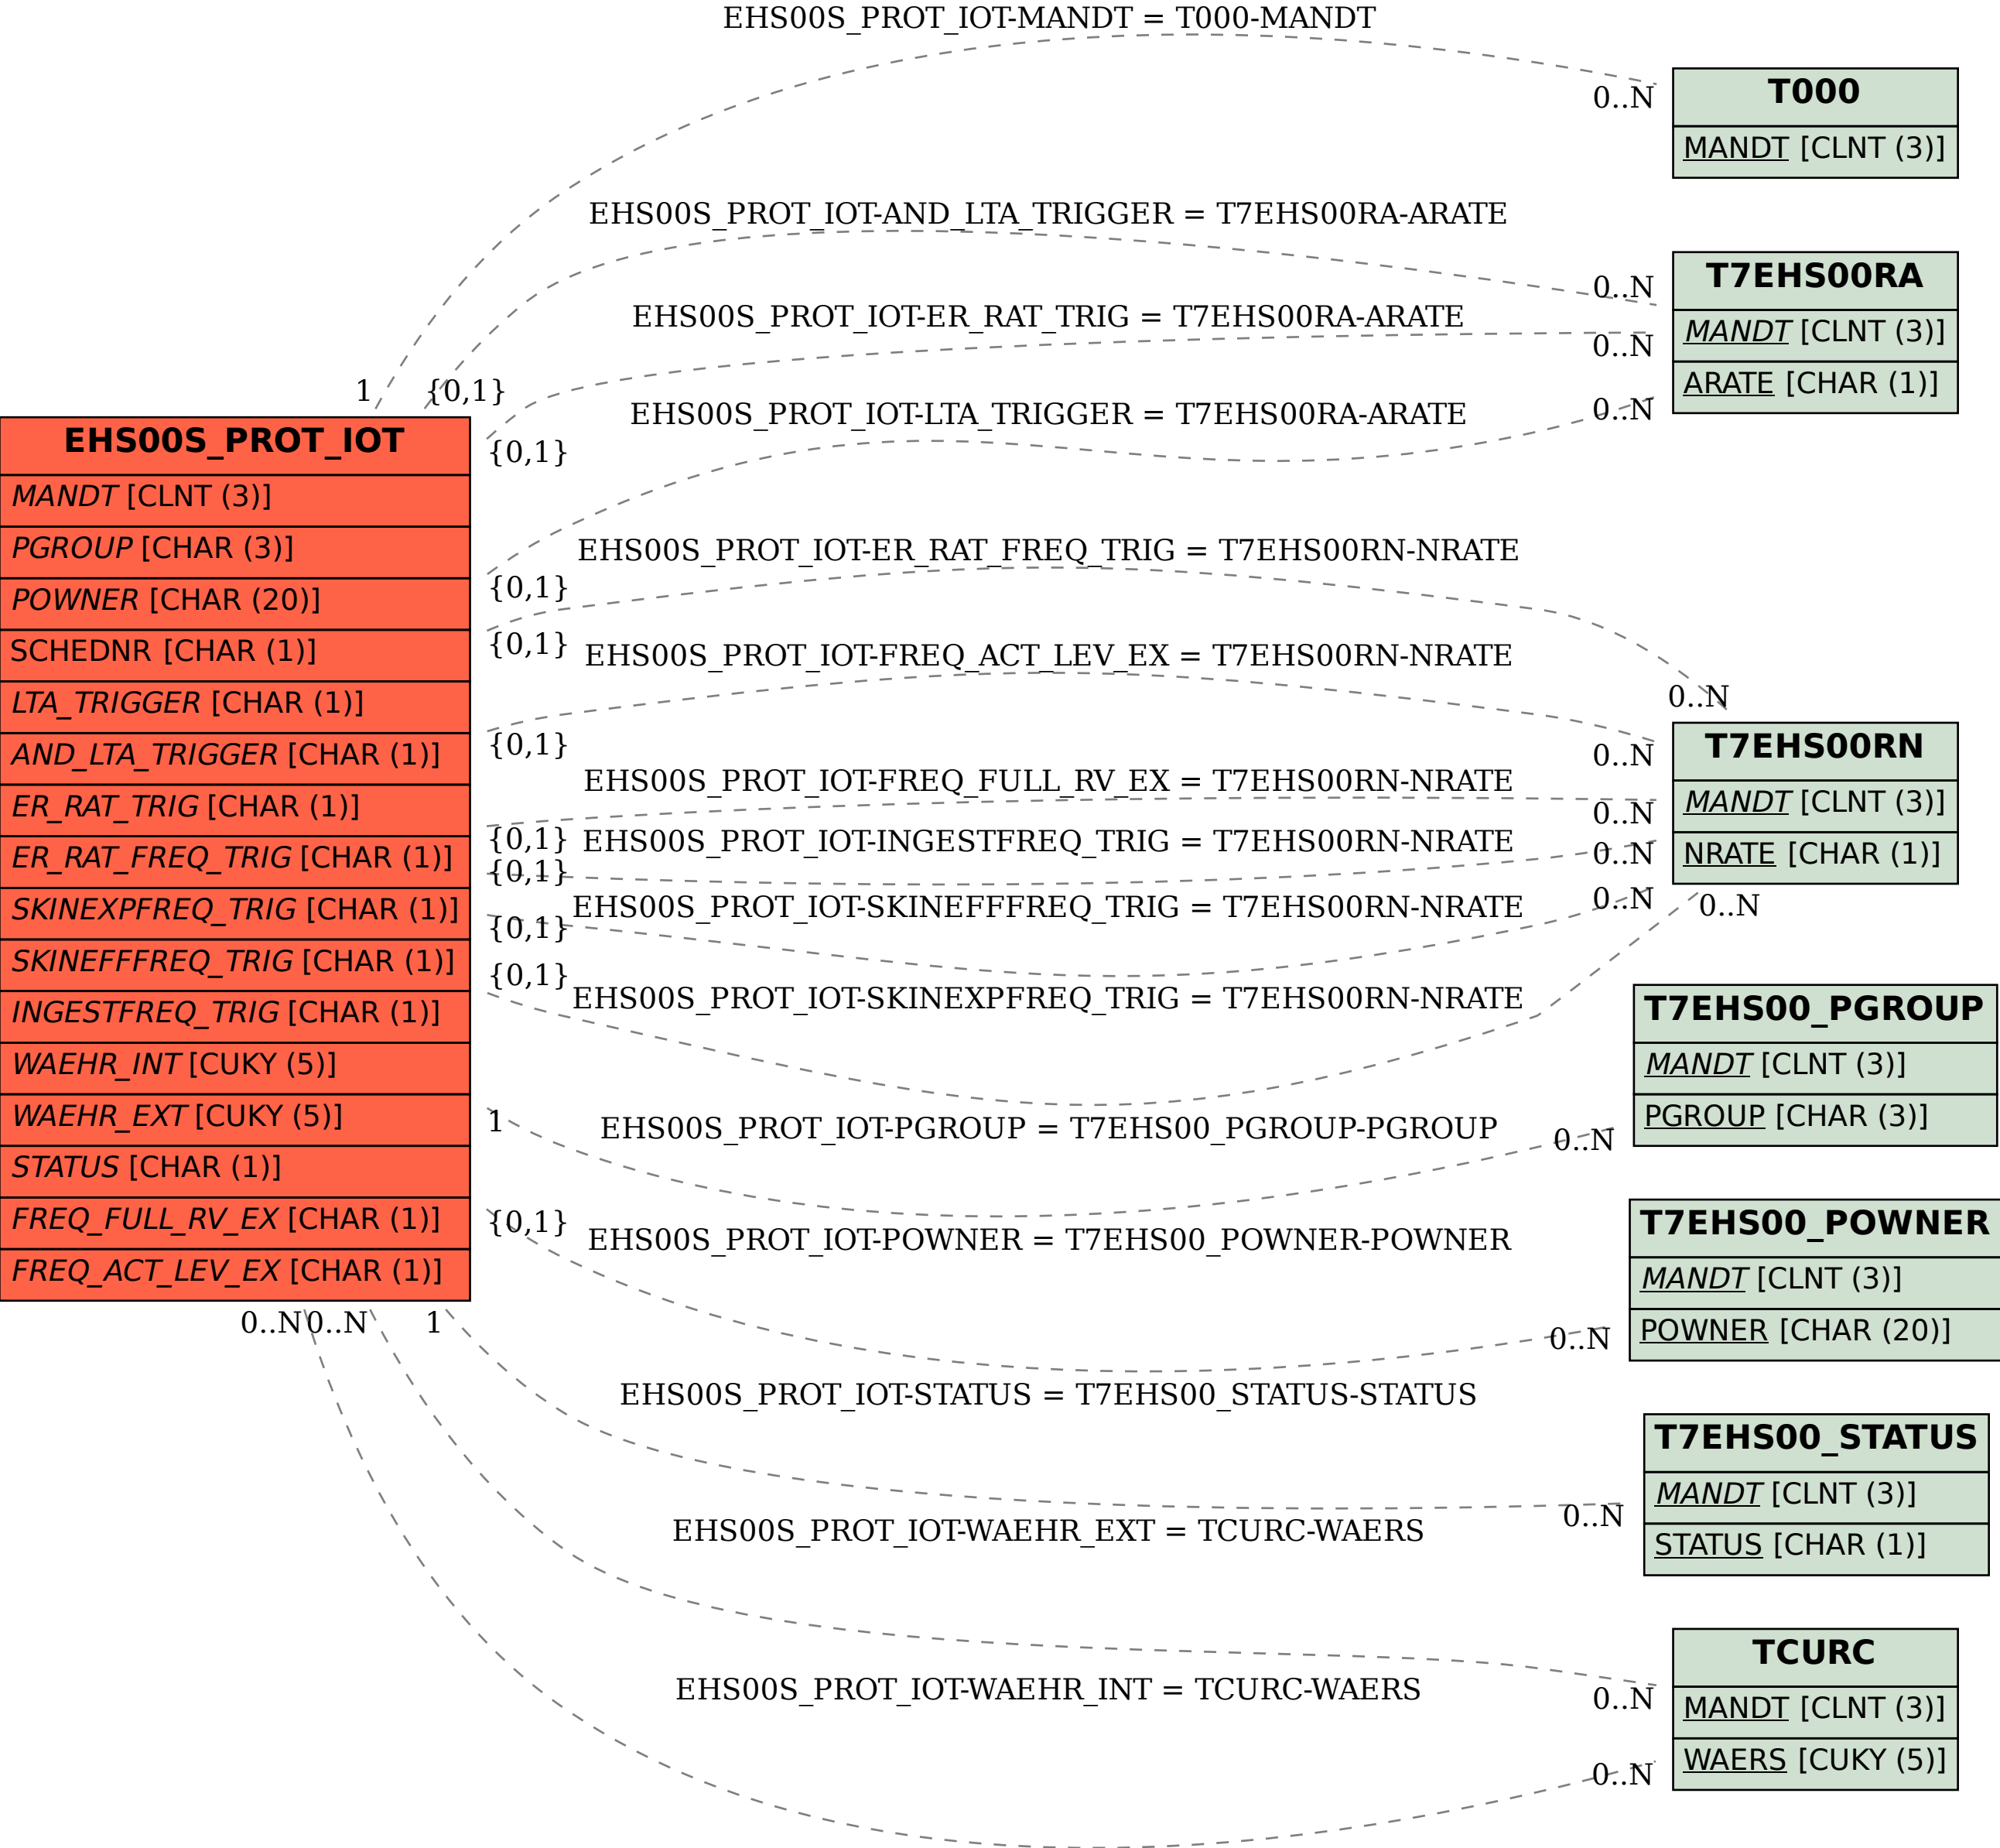 EHS00S_PROT_IOT-MANDT = T000-MANDT
0..N
T000
MANDT [CLNT (3)]
EHS00S_PROT_IOT-AND_LTA_TRIGGER = T7EHS00RA-ARATE
0..N
T7EHS00RA
MANDT [CLNT (3)]
ARATE [CHAR (1)]
EHS00S_PROT_IOT-ER_RAT_TRIG = T7EHS00RA-ARATE
0..N
1
{0,1}
EHS00S_PROT_IOT-LTA_TRIGGER = T7EHS00RA-ARATE
0..N
{0,1}
EHS00S_PROT_IOT
MANDT [CLNT (3)]
PGROUP [CHAR (3)]
POWNER [CHAR (20)]
SCHEDNR [CHAR (1)]
LTA_TRIGGER [CHAR (1)]
AND_LTA_TRIGGER [CHAR (1)]
ER_RAT_TRIG [CHAR (1)]
ER_RAT_FREQ_TRIG [CHAR (1)]
SKINEXPFREQ_TRIG [CHAR (1)]
SKINEFFFREQ_TRIG [CHAR (1)]
INGESTFREQ_TRIG [CHAR (1)]
WAEHR_INT [CUKY (5)]
WAEHR_EXT [CUKY (5)]
STATUS [CHAR (1)]
FREQ_FULL_RV_EX [CHAR (1)]
FREQ_ACT_LEV_EX [CHAR (1)]
EHS00S_PROT_IOT-ER_RAT_FREQ_TRIG = T7EHS00RN-NRATE
{0,1}
{0,1}
EHS00S_PROT_IOT-FREQ_ACT_LEV_EX = T7EHS00RN-NRATE
0..N
{0,1}
0..N
T7EHS00RN
MANDT [CLNT (3)]
NRATE [CHAR (1)]
EHS00S_PROT_IOT-FREQ_FULL_RV_EX = T7EHS00RN-NRATE
0..N
{0,1}
EHS00S_PROT_IOT-INGESTFREQ_TRIG = T7EHS00RN-NRATE
0..N
{0,1}
EHS00S_PROT_IOT-SKINEFFFREQ_TRIG = T7EHS00RN-NRATE
0..N
0..N
{0,1}
{0,1}
EHS00S_PROT_IOT-SKINEXPFREQ_TRIG = T7EHS00RN-NRATE
T7EHS00_PGROUP
MANDT [CLNT (3)]
PGROUP [CHAR (3)]
1
EHS00S_PROT_IOT-PGROUP = T7EHS00_PGROUP-PGROUP
0..N
{0,1}
EHS00S_PROT_IOT-POWNER = T7EHS00_POWNER-POWNER
T7EHS00_POWNER
MANDT [CLNT (3)]
POWNER [CHAR (20)]
0..N
0..N
0..N
1
EHS00S_PROT_IOT-STATUS = T7EHS00_STATUS-STATUS
T7EHS00_STATUS
MANDT [CLNT (3)]
STATUS [CHAR (1)]
0..N
EHS00S_PROT_IOT-WAEHR_EXT = TCURC-WAERS
TCURC
MANDT [CLNT (3)]
WAERS [CUKY (5)]
EHS00S_PROT_IOT-WAEHR_INT = TCURC-WAERS
0..N
0..N